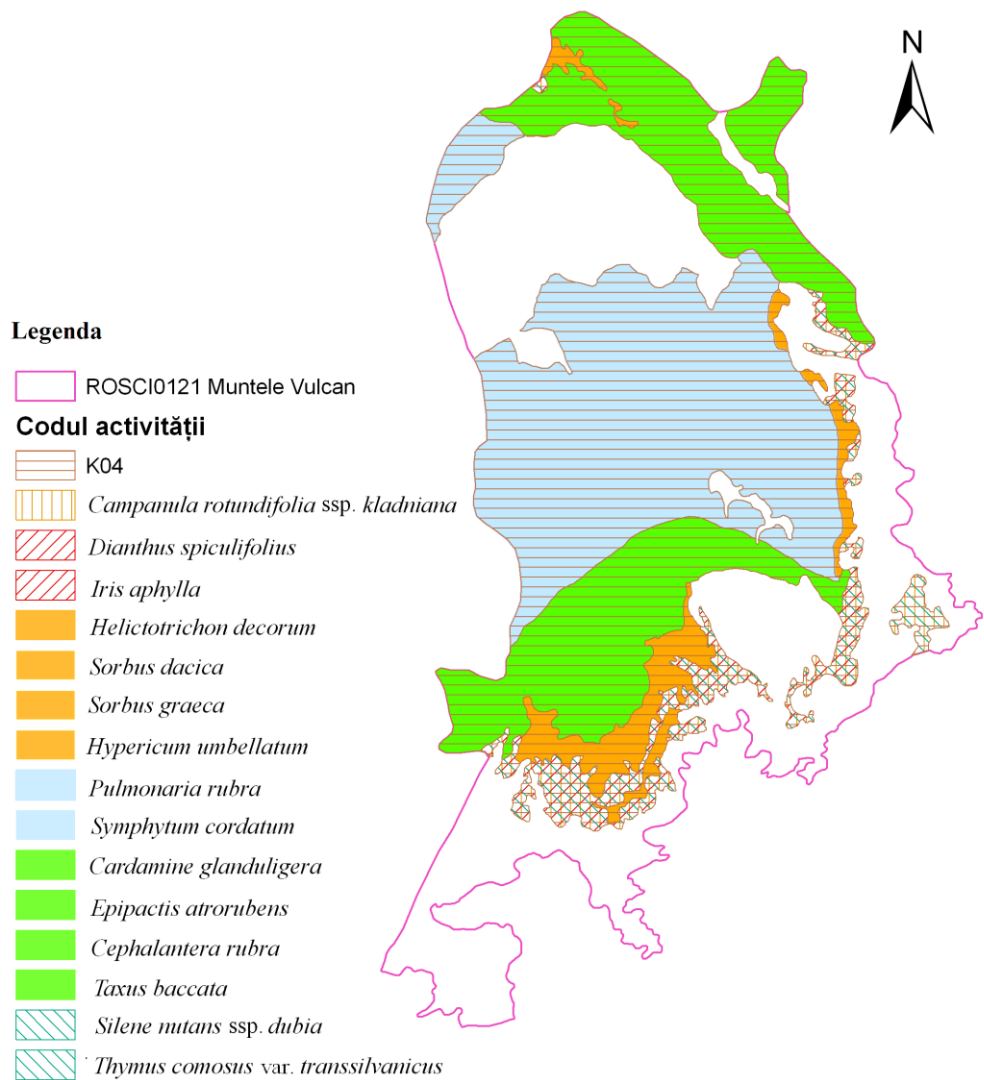 N
Legenda
ROSCI0121 Muntele Vulcan
Codul activității
K04
Campanula rotundifolia ssp. kladniana
Dianthus spiculifolius
Iris aphylla
Helictotrichon decorum
Sorbus dacica
Sorbus graeca
Hypericum umbellatum
Pulmonaria rubra
Symphytum cordatum
Cardamine glanduligera
Epipactis atrorubens
Cephalantera rubra
Taxus baccata
Silene nutans ssp. dubia
Thymus comosus var. transsilvanicus